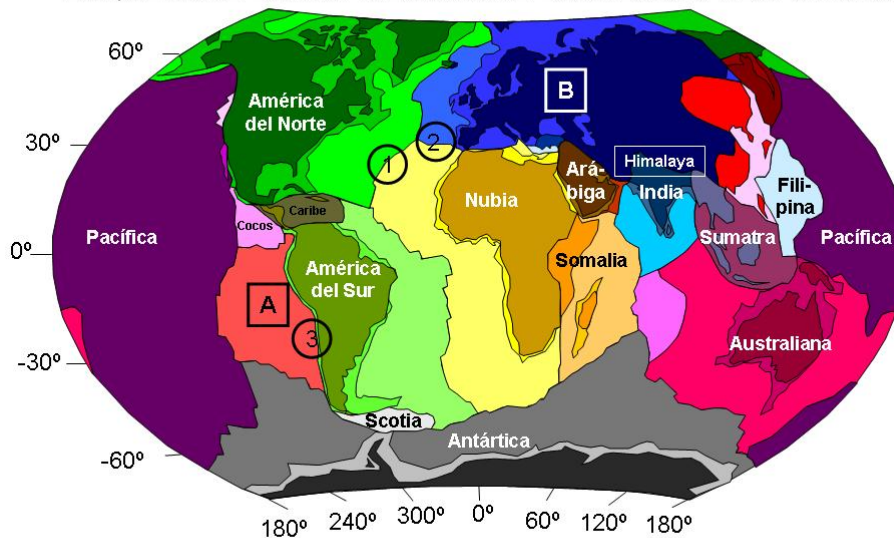 60º
30º
0º
-30º
-60º
América
del Norte
B
2
1
Himalaya
Ará-
biga
India
Fili-
pina
Nubia
Caribe
Cocos
Pacífica
Sumatra
Pacífica
Somalia
América
del Sur
A
3
Australiana
Scotia
Antártica
180º
240º
300º
0º
60º
120º
180º